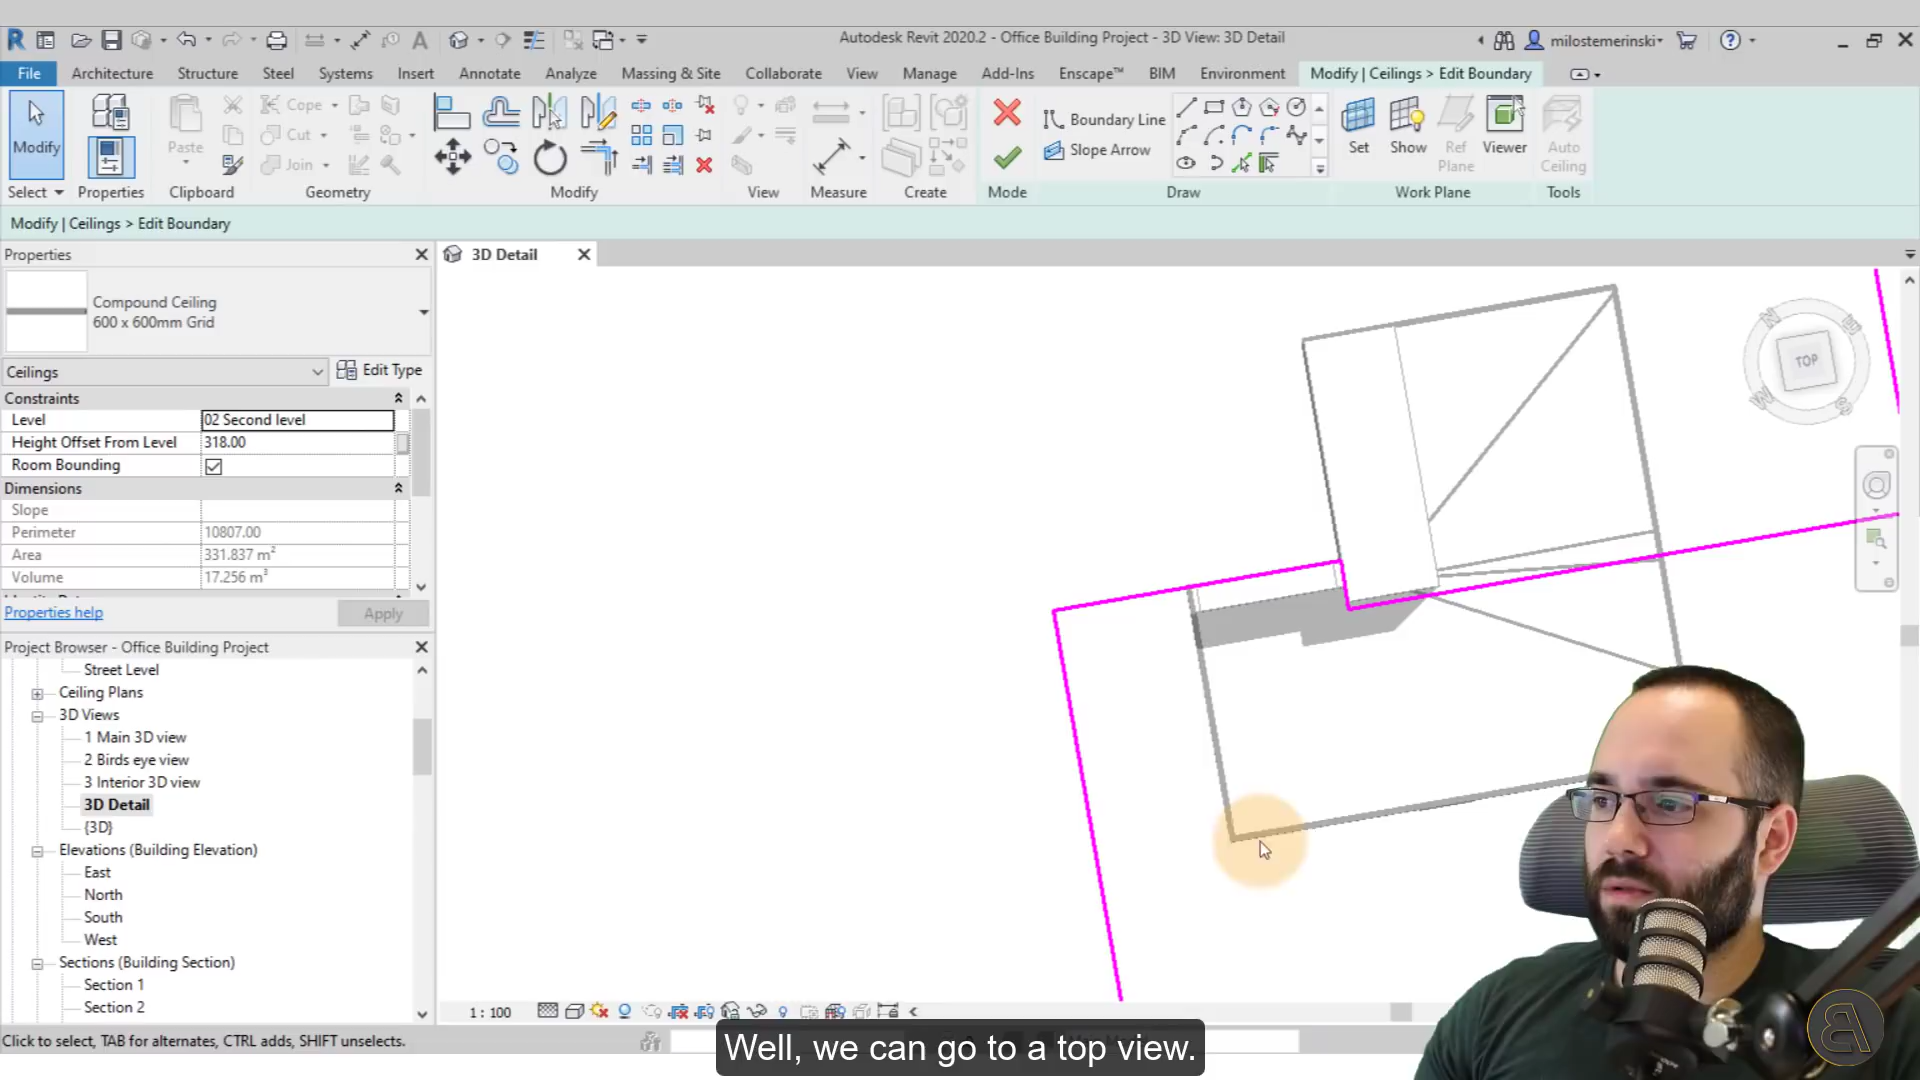 Autodesk Revit 2020.2 - Office Building Project - 3D View: 3D Detail
milostemerinski
File Architecture Structure Steel Systems Insert Annotate Analyze Massing & Site Collaborate View Manage Add-Ins Enscape™ BIM Environment Modify | Ceilings > Edit Boundary
Modify
Paste
Cope
Cut
Join
Boundary Line
Slope Arrow
Set
Show
Ref Plane
Viewer
Auto Ceiling
Select Properties Clipboard Geometry Modify View Measure Create Mode Draw Work Plane Tools
Modify | Ceilings > Edit Boundary
Properties
Compound Ceiling
600 x 600mm Grid
Ceilings
Edit Type
Constraints
Level 02 Second level
Height Offset From Level 318.00
Room Bounding
Dimensions
Slope
Perimeter 10807.00
Area 331.837 m²
Volume 17.256 m³
Properties help
Apply
Project Browser - Office Building Project
Street Level
Ceiling Plans
3D Views
1 Main 3D view
2 Birds eye view
3 Interior 3D view
3D Detail
{3D}
Elevations (Building Elevation)
East
North
South
West
Sections (Building Section)
Section 1
Section 2
3D Detail
N
E
TOP
W
S
1 : 100
Click to select, TAB for alternates, CTRL adds, SHIFT unselects.
Well, we can go to a top view.